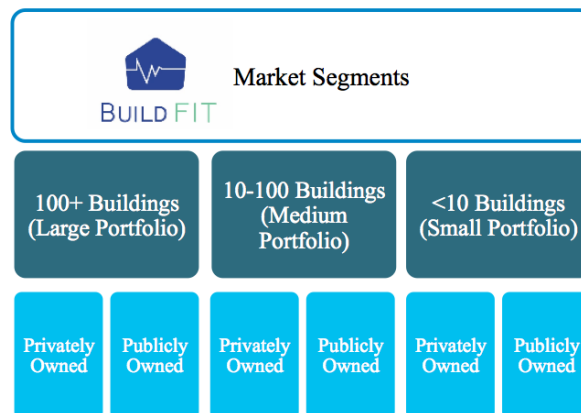 Market Segments
BUILD FIT
100+ Buildings
(Large Portfolio)
10-100 Buildings
(Medium
Portfolio)
<10 Buildings
(Small Portfolio)
Privately
Owned
Publicly
Owned
Privately
Owned
Publicly
Owned
Privately
Owned
Publicly
Owned